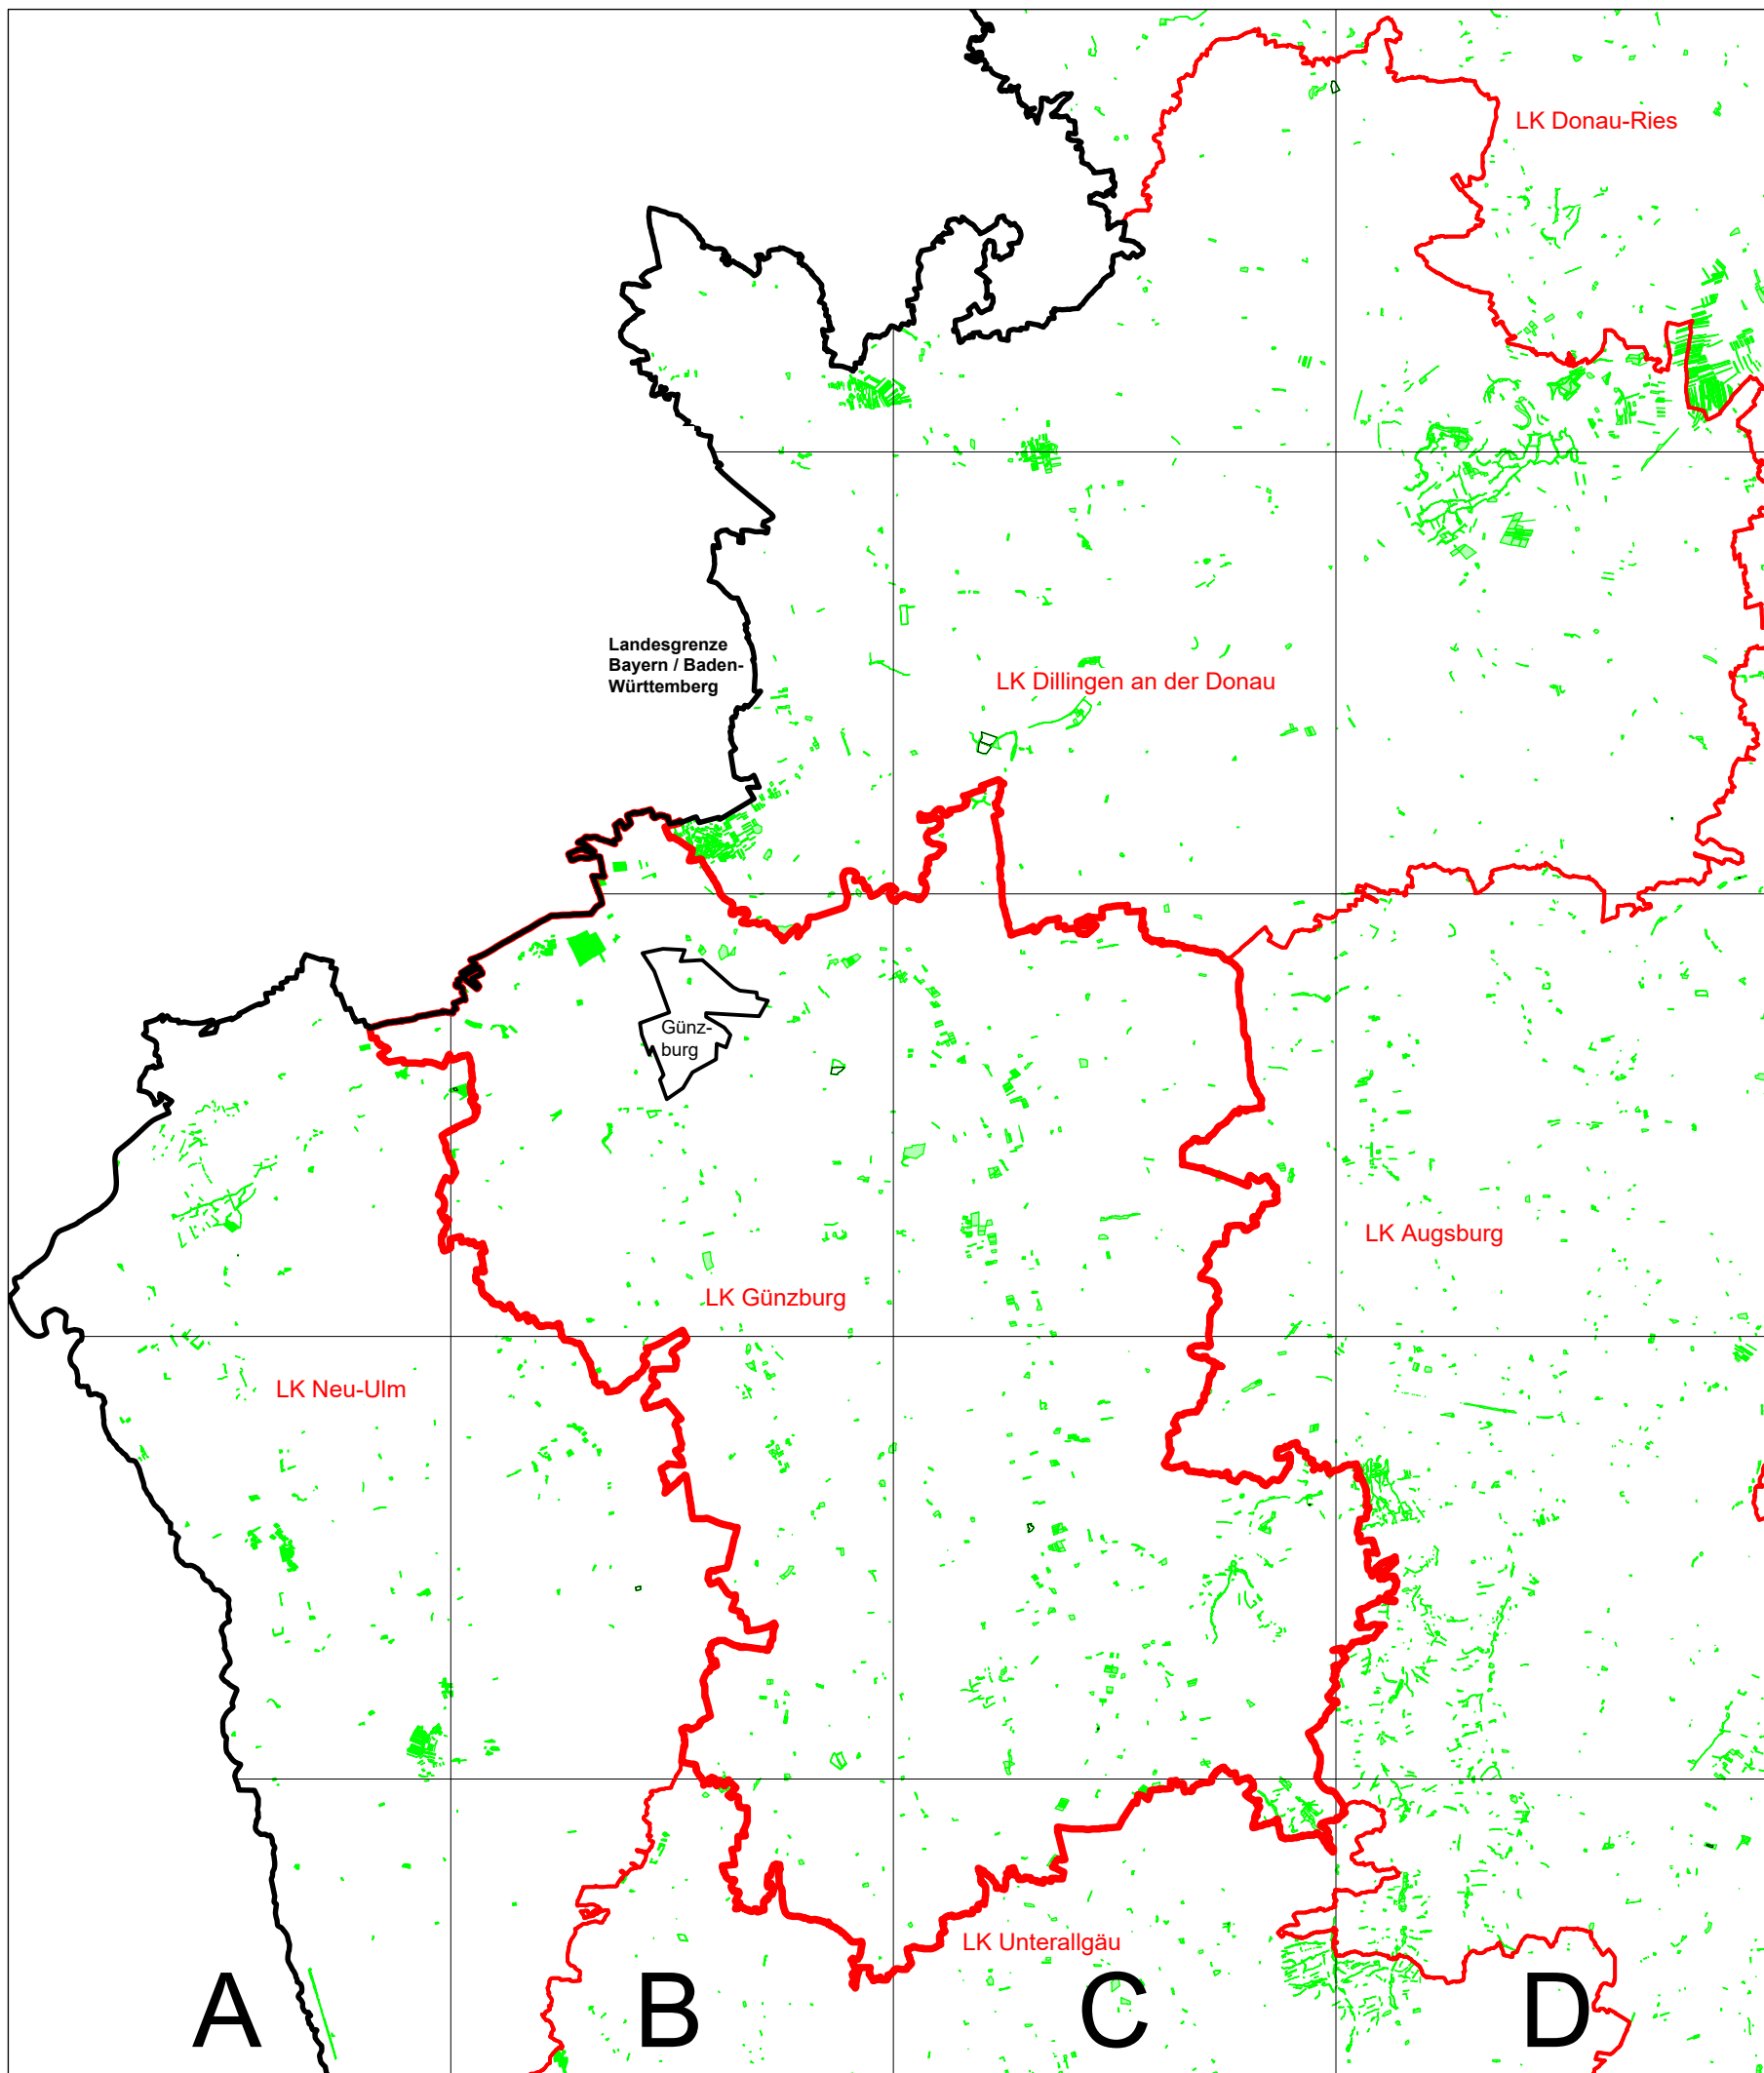 LK Donau-Ries
Landesgrenze
Bayern / Baden-
Württemberg
LK Dillingen an der Donau
Günz-
burg
LK Augsburg
LK Günzburg
LK Neu-Ulm
LK Unterallgäu
A B C D